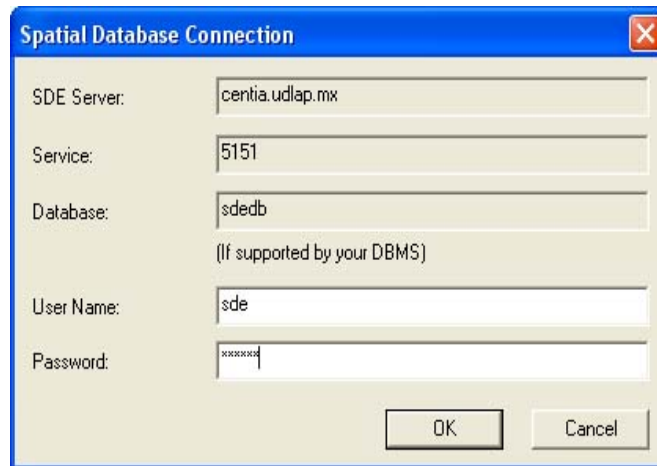 Spatial Database Connection
SDE Server: centia.udlap.mx
Service: 5151
Database: sdedb
(If supported by your DBMS)
User Name: sde
Password: ××××××
OK Cancel